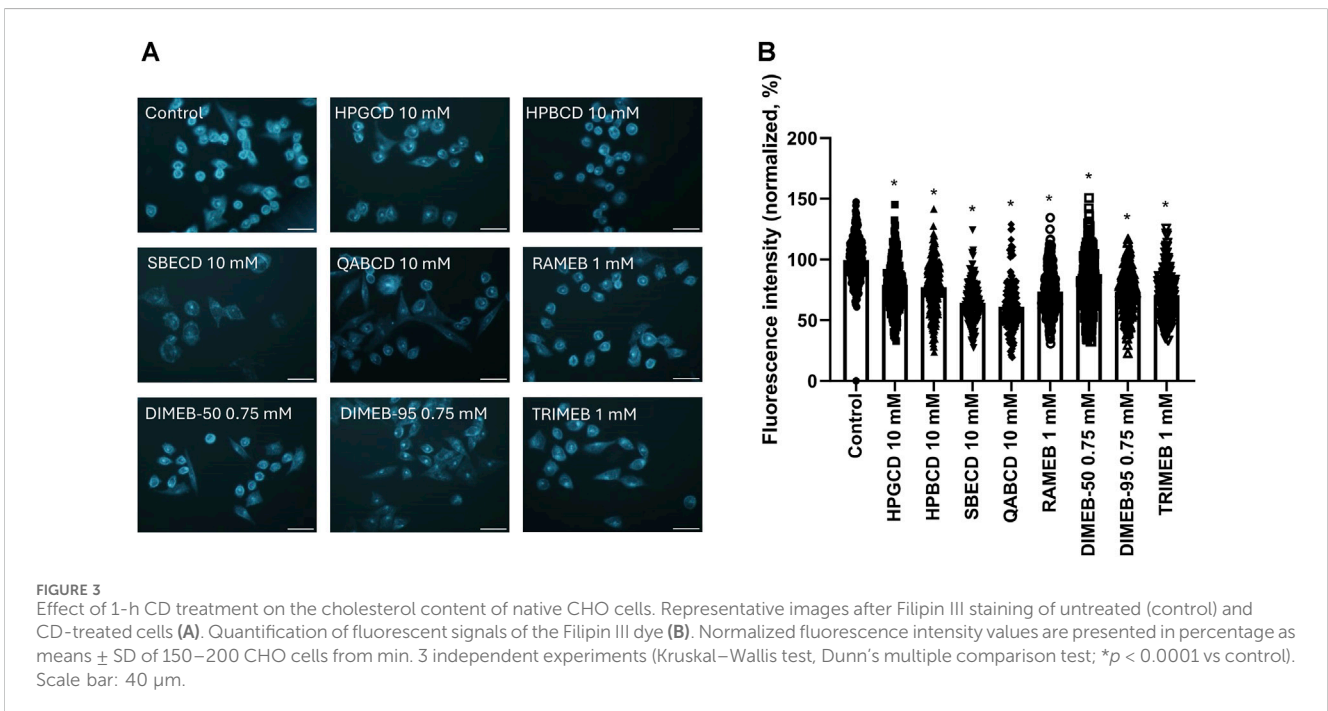 A
Control
HPGCD 10 mM
HPBCD 10 mM
SBECD 10 mM
QABCD 10 mM
RAMEB 1 mM
DIMEB-50 0.75 mM
DIMEB-95 0.75 mM
TRIMEB 1 mM
B
Fluorescence intensity (normalized, %)
200
150
100
50
0
* * * * * * * *
Control
HPGCD 10 mM
HPBCD 10 mM
SBECD 10 mM
QABCD 10 mM
RAMEB 1 mM
DIMEB-50 0.75 mM
DIMEB-95 0.75 mM
TRIMEB 1 mM
FIGURE 3
Effect of 1-h CD treatment on the cholesterol content of native CHO cells. Representative images after Filipin III staining of untreated (control) and
CD-treated cells (A). Quantification of fluorescent signals of the Filipin III dye (B). Normalized fluorescence intensity values are presented in percentage as
means ± SD of 150–200 CHO cells from min. 3 independent experiments (Kruskal–Wallis test, Dunn's multiple comparison test; *p < 0.0001 vs control).
Scale bar: 40 μm.